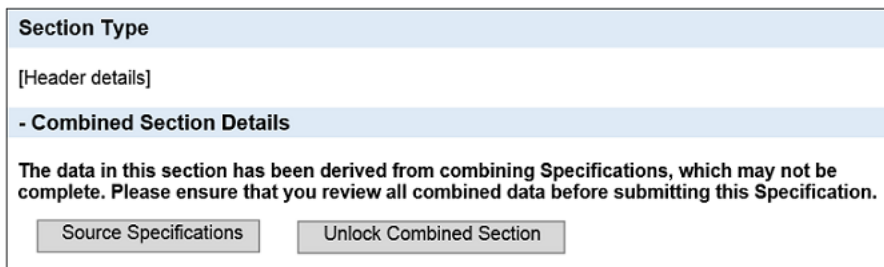 Section Type
[Header details]
- Combined Section Details
The data in this section has been derived from combining Specifications, which may not be
complete. Please ensure that you review all combined data before submitting this Specification.
Source Specifications
Unlock Combined Section